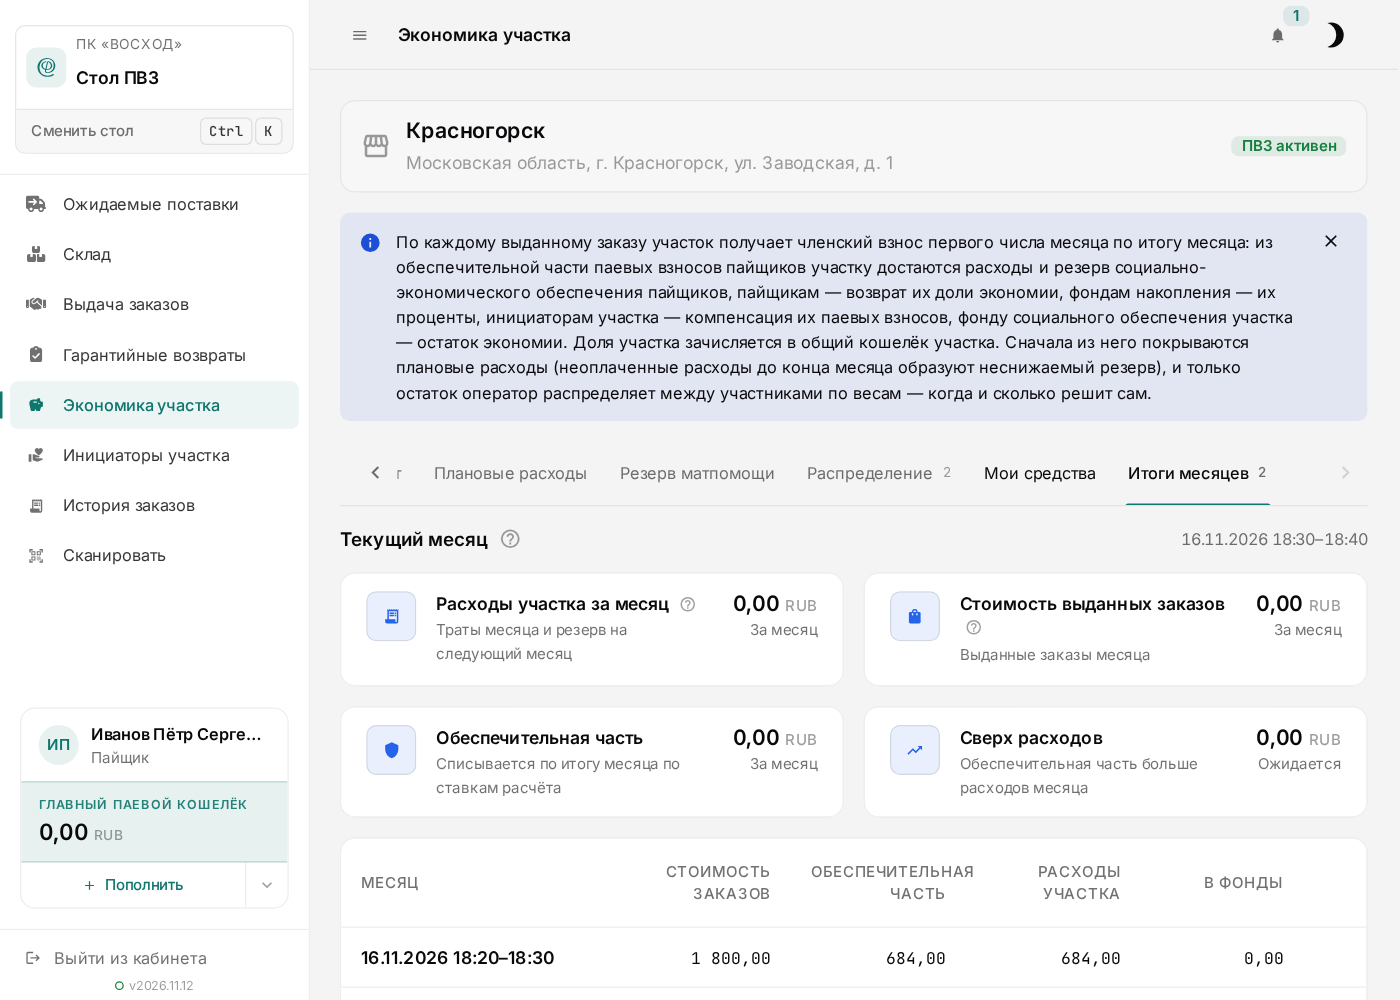 ПК «ВОСХОД»
Стол ПВЗ
Сменить стол
Ctrl K
Ожидаемые поставки
Склад
Выдача заказов
Гарантийные возвраты
Экономика участка
Инициаторы участка
История заказов
Сканировать
ИП
Иванов Пётр Серге...
Пайщик
ГЛАВНЫЙ ПАЕВОЙ КОШЕЛЁК
0,00 RUB
+ Пополнить
Выйти из кабинета
v2026.11.12
Экономика участка
1
Красногорск
Московская область, г. Красногорск, ул. Заводская, д. 1
ПВЗ активен
По каждому выданному заказу участок получает членский взнос первого числа месяца по итогу месяца: из
обеспечительной части паевых взносов пайщиков участку достаются расходы и резерв социально-
экономического обеспечения пайщиков, пайщикам — возврат их доли экономии, фондам накопления — их
проценты, инициаторам участка — компенсация их паевых взносов, фонду социального обеспечения участка
— остаток экономии. Доля участка зачисляется в общий кошелёк участка. Сначала из него покрываются
плановые расходы (неоплаченные расходы до конца месяца образуют неснижаемый резерв), и только
остаток оператор распределяет между участниками по весам — когда и сколько решит сам.
т Плановые расходы Резерв матпомощи Распределение 2 Мои средства Итоги месяцев 2
Текущий месяц
16.11.2026 18:30–18:40
Расходы участка за месяц
Траты месяца и резерв на
следующий месяц
0,00 RUB
За месяц
Стоимость выданных заказов
Выданные заказы месяца
0,00 RUB
За месяц
Обеспечительная часть
Списывается по итогу месяца по
ставкам расчёта
0,00 RUB
За месяц
Сверх расходов
Обеспечительная часть больше
расходов месяца
0,00 RUB
Ожидается
МЕСЯЦ
СТОИМОСТЬ
ЗАКАЗОВ
ОБЕСПЕЧИТЕЛЬНАЯ
ЧАСТЬ
РАСХОДЫ
УЧАСТКА
В ФОНДЫ
16.11.2026 18:20–18:30 1 800,00 684,00 684,00 0,00